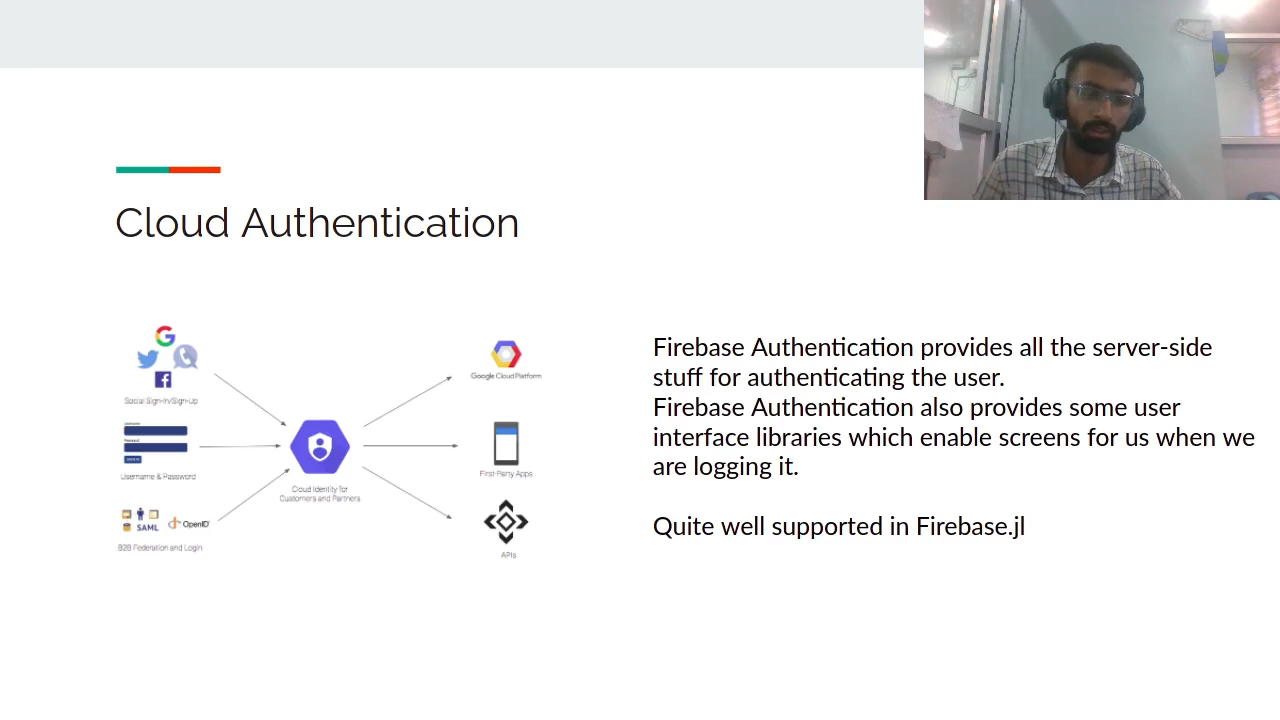 Cloud Authentication
Social Sign-In/Sign-Up
Username & Password
SAML
OpenID
B2B Federation and Login
Cloud Identity for
Customers and Partners
Google Cloud Platform
First-Party Apps
APIs
Firebase Authentication provides all the server-side
stuff for authenticating the user.
Firebase Authentication also provides some user
interface libraries which enable screens for us when we
are logging it.
Quite well supported in Firebase.jl